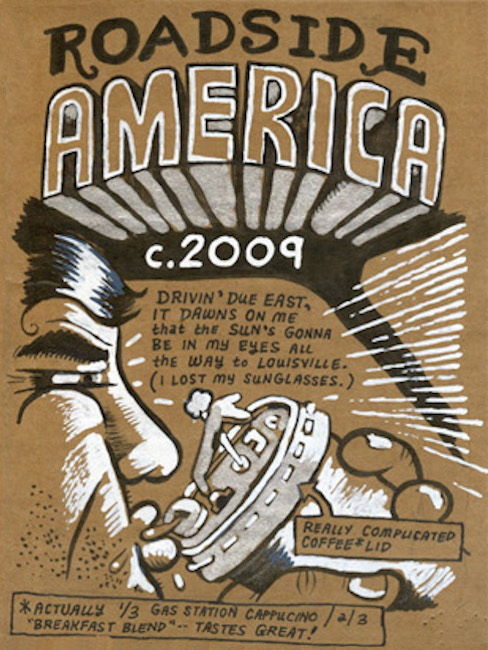 ROADSIDE
AMERICA
c.2009
DRIVIN' DUE EAST,
IT DAWNS ON ME
that the SUN'S GONNA
BE IN MY EYES ALL
the WAY to LOUISVILLE.
(I LOST MY SUNGLASSES.)
REALLY COMPLICATED
COFFEE* LID
*ACTUALLY 1/3 GAS STATION CAPPUCINO / 2/3
"BREAKFAST BLEND" -- TASTES GREAT!